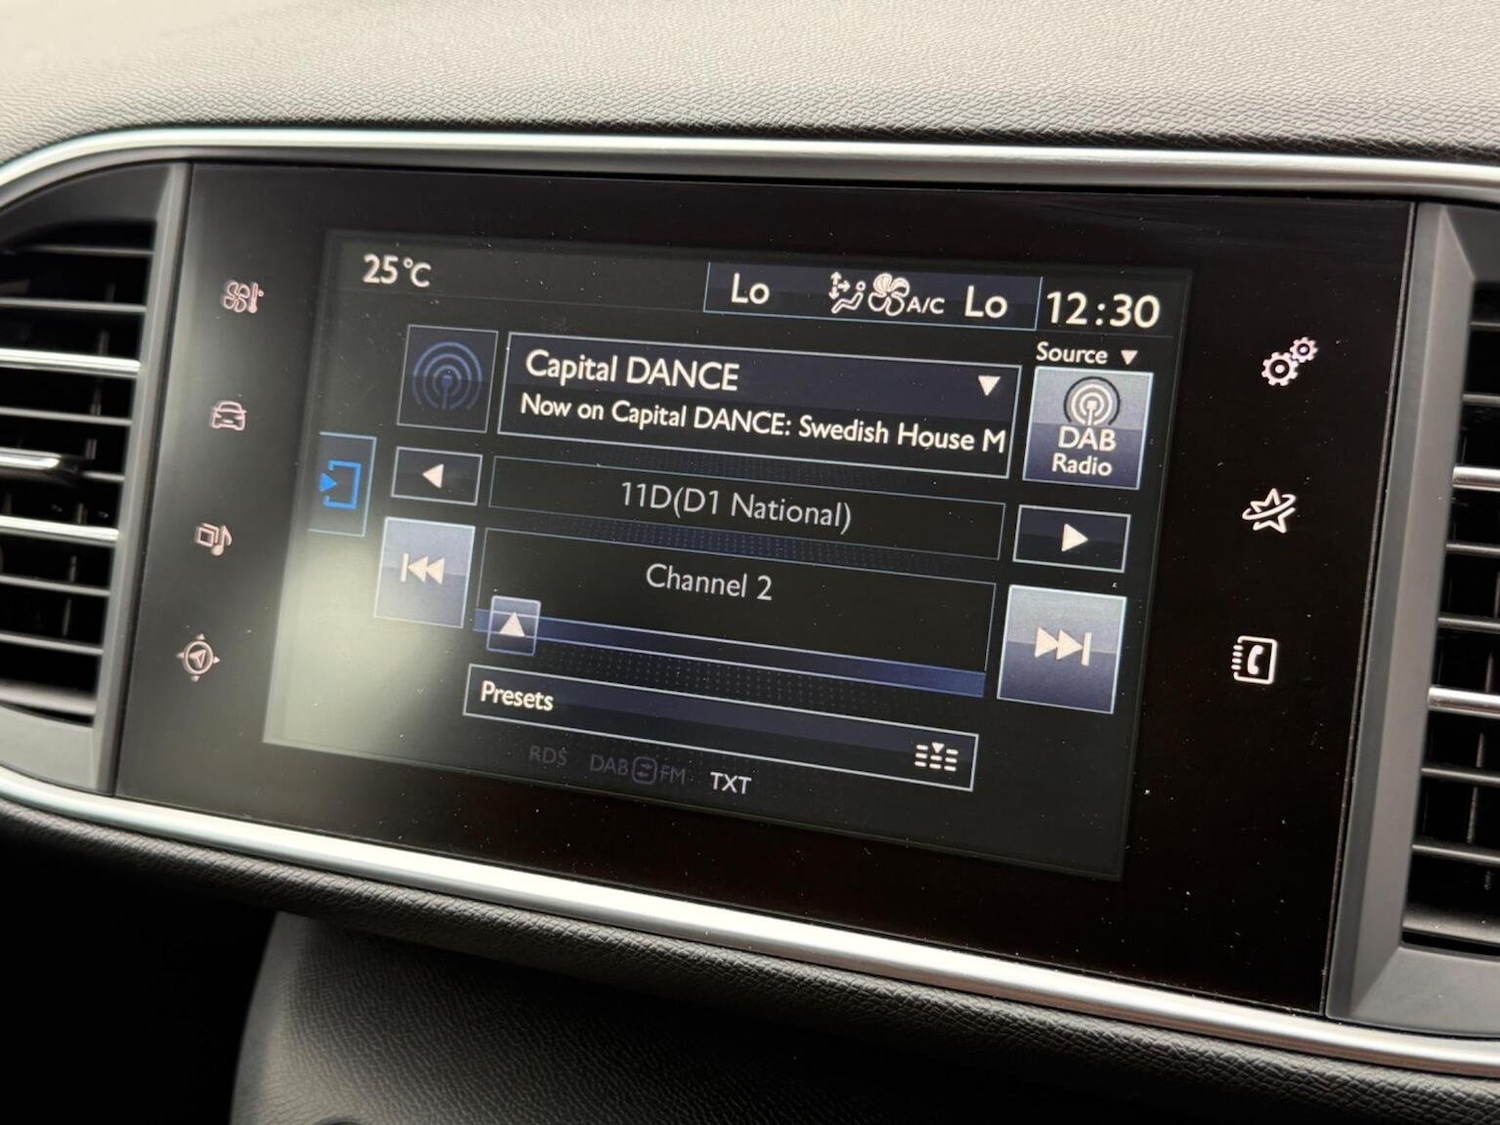 25°C
Lo A/C Lo 12:30
Source
Capital DANCE
Now on Capital DANCE: Swedish House M
DAB
Radio
11D(D1 National)
Channel 2
Presets
RDS DAB FM TXT